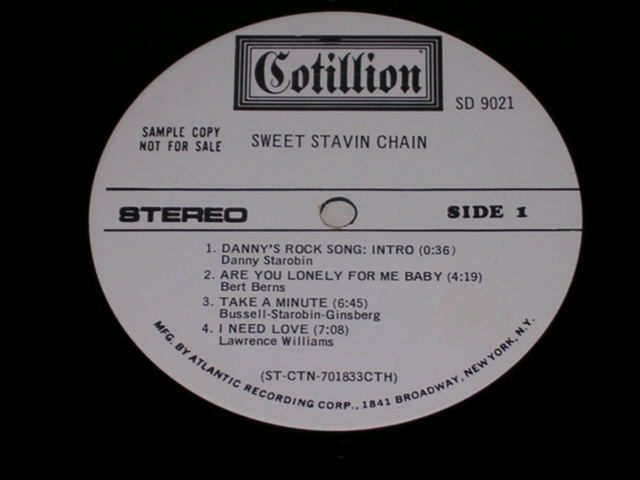 Cotillion
SD 9021
SAMPLE COPY
NOT FOR SALE
SWEET STAVIN CHAIN
STEREO
SIDE 1
1. DANNY'S ROCK SONG: INTRO (0:36)
Danny Starobin
2. ARE YOU LONELY FOR ME BABY (4:19)
Bert Berns
3. TAKE A MINUTE (6:45)
Bussell-Starobin-Ginsberg
4. I NEED LOVE (7:08)
Lawrence Williams
(ST-CTN-701833CTH)
MFG. BY ATLANTIC RECORDING CORP., 1841 BROADWAY, NEW YORK, N.Y.